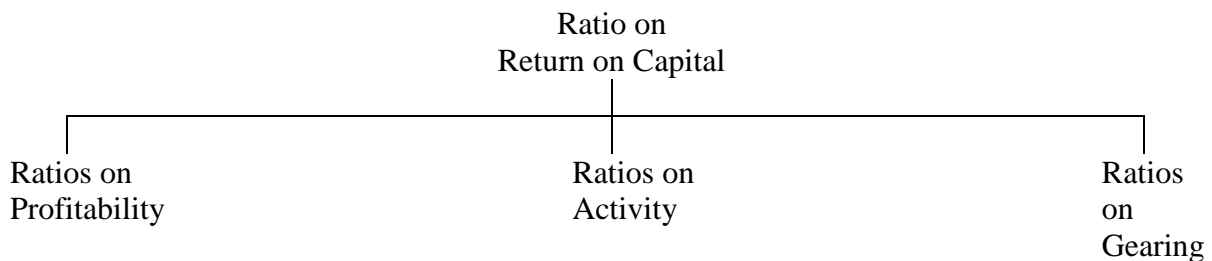 Ratio on
Return on Capital
Ratios on
Profitability
Ratios on
Activity
Ratios
on
Gearing